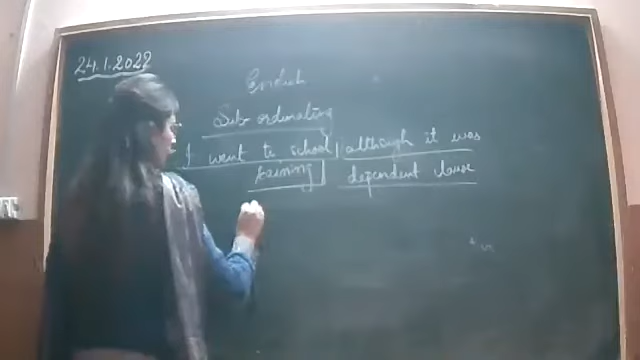 24.1.2022
English
Sub ordinating
I went to school, although it was
raining dependent clause